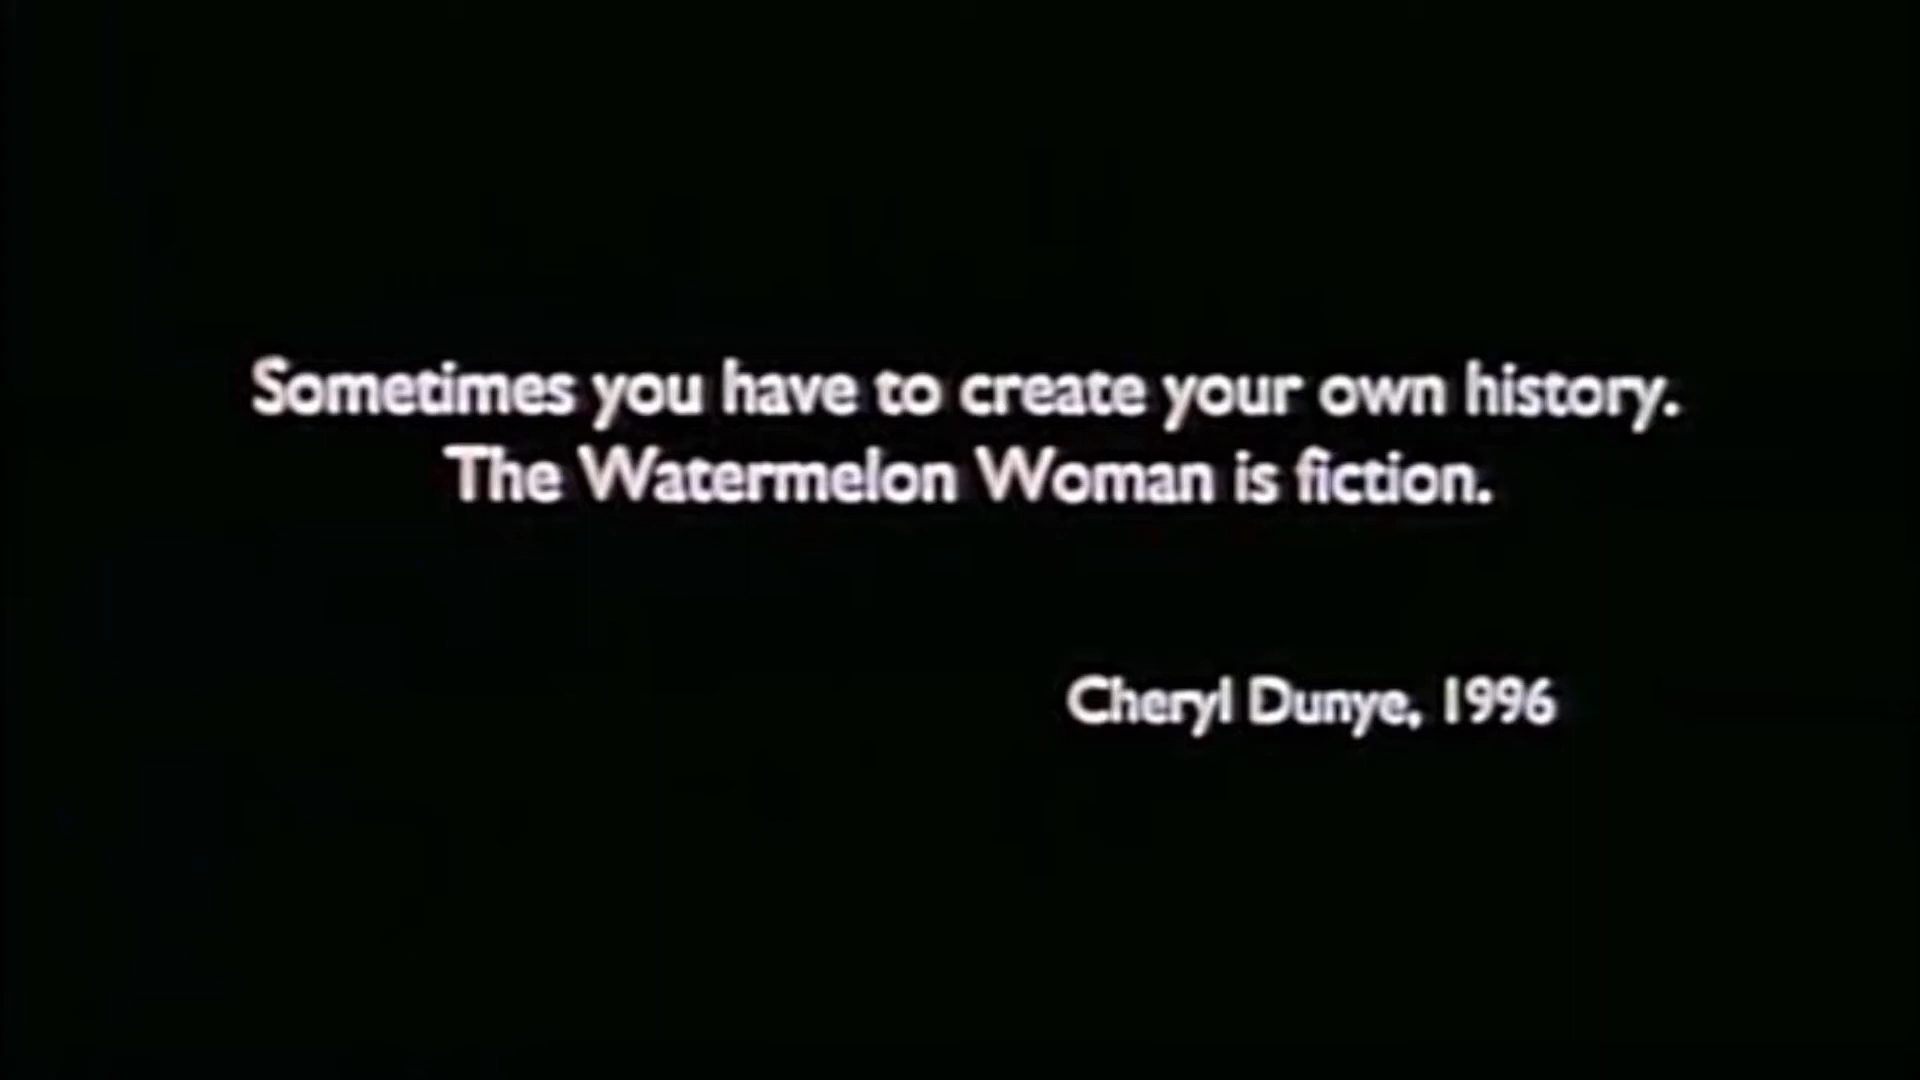 Sometimes you have to create your own history.
The Watermelon Woman is fiction.
Cheryl Dunye, 1996